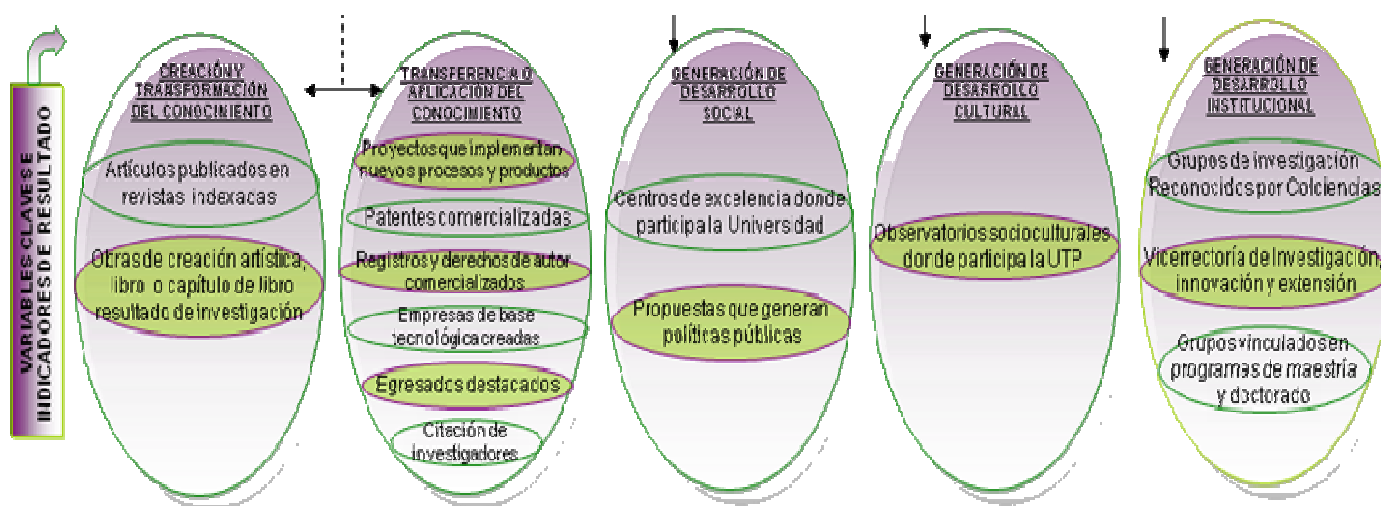 VARIABLES CLAVE E
INDICADORES DE RESULTADO
CREACIÓN Y
TRANSFORMACIÓN
DEL CONOCIMIENTO
Artículos publicados en
revistas indexadas
Obras de creación artística,
libro o capítulo de libro
resultado de investigación
TRANSFERENCIA O
APLICACIÓN DEL
CONOCIMIENTO
Proyectos que implementan
nuevos procesos y productos
Patentes comercializadas
Registros y derechos de autor
comercializados
Empresas de base
tecnológica creadas
Egresados destacados
Citación de
investigadores
GENERACIÓN DE
DESARROLLO
SOCIAL
Centros de excelencia donde
participa la Universidad
Propuestas que generan
políticas públicas
GENERACIÓN DE
DESARROLLO
CULTURAL
Observatorios socioculturales
donde participa la UTP
GENERACIÓN DE
DESARROLLO
INSTITUCIONAL
Grupos de investigación
Reconocidos por Colciencias
Vicerrectoría de Investigación,
innovación y extensión
Grupos vinculados en
programas de maestría
y doctorado